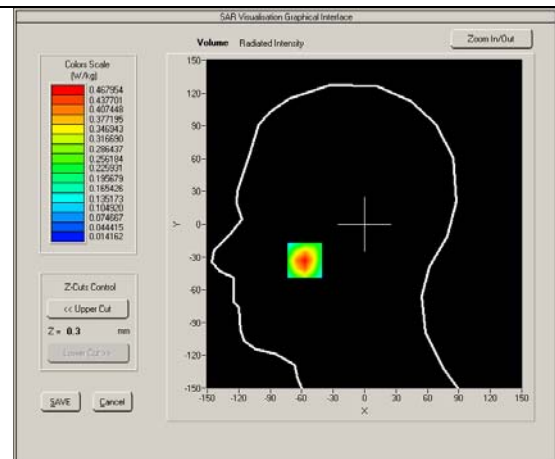 SAR Visualisation Graphical Interface
Volume Radiated Intensity
Zoom In/Out
Colors Scale
(W/kg)
0.467954
0.437701
0.407448
0.377195
0.346943
0.316690
0.286437
0.256184
0.225931
0.195679
0.165426
0.135173
0.104920
0.074667
0.044415
0.014162
Z-Cuts Control
<< Upper Cut
Z = 0.3 mm
Lower Cut >>
SAVE Cancel
150
90
30
0
-30
-60
-90
-120
-150
Y
-150 -120 -90 -60 -30 0 30 60 90 120 150
X